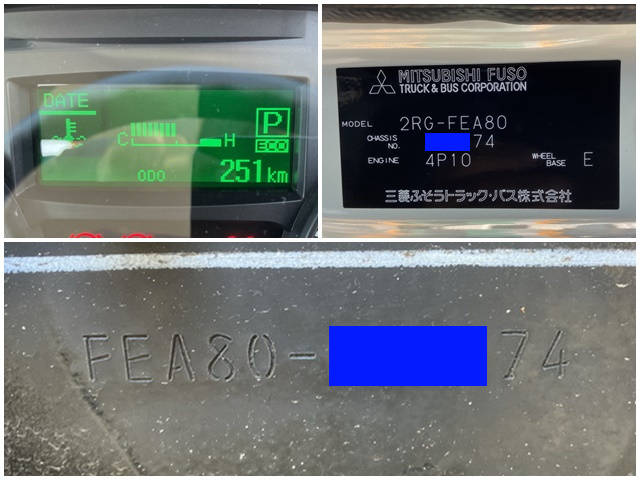 DATE
C H
P
ECO
ODO 251km
MITSUBISHI FUSO
TRUCK & BUS CORPORATION
MODEL 2RG-FEA80
CHASSIS NO. 74
ENGINE 4P10 WHEEL BASE E
三菱ふそうトラック・バス株式会社
FEA80- 74